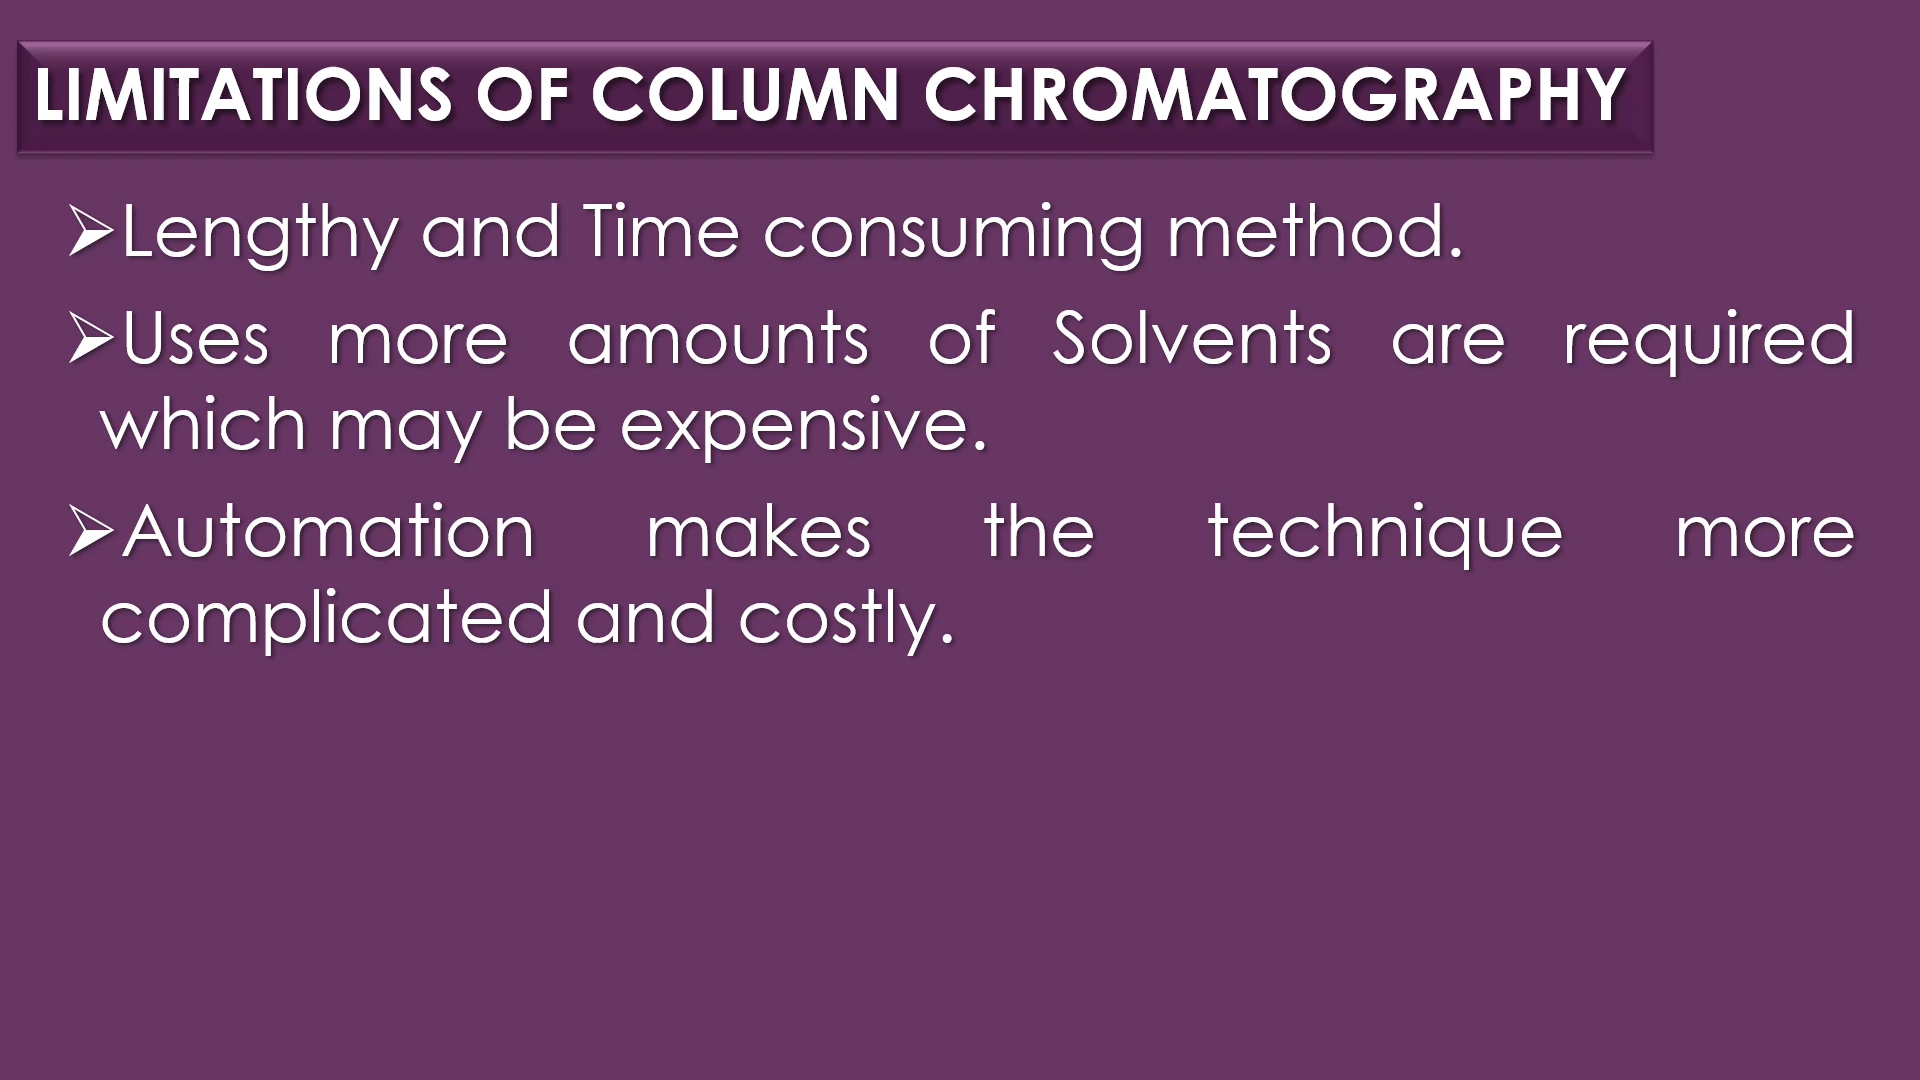 LIMITATIONS OF COLUMN CHROMATOGRAPHY
➢Lengthy and Time consuming method.
➢Uses more amounts of Solvents are required
which may be expensive.
➢Automation makes the technique more
complicated and costly.